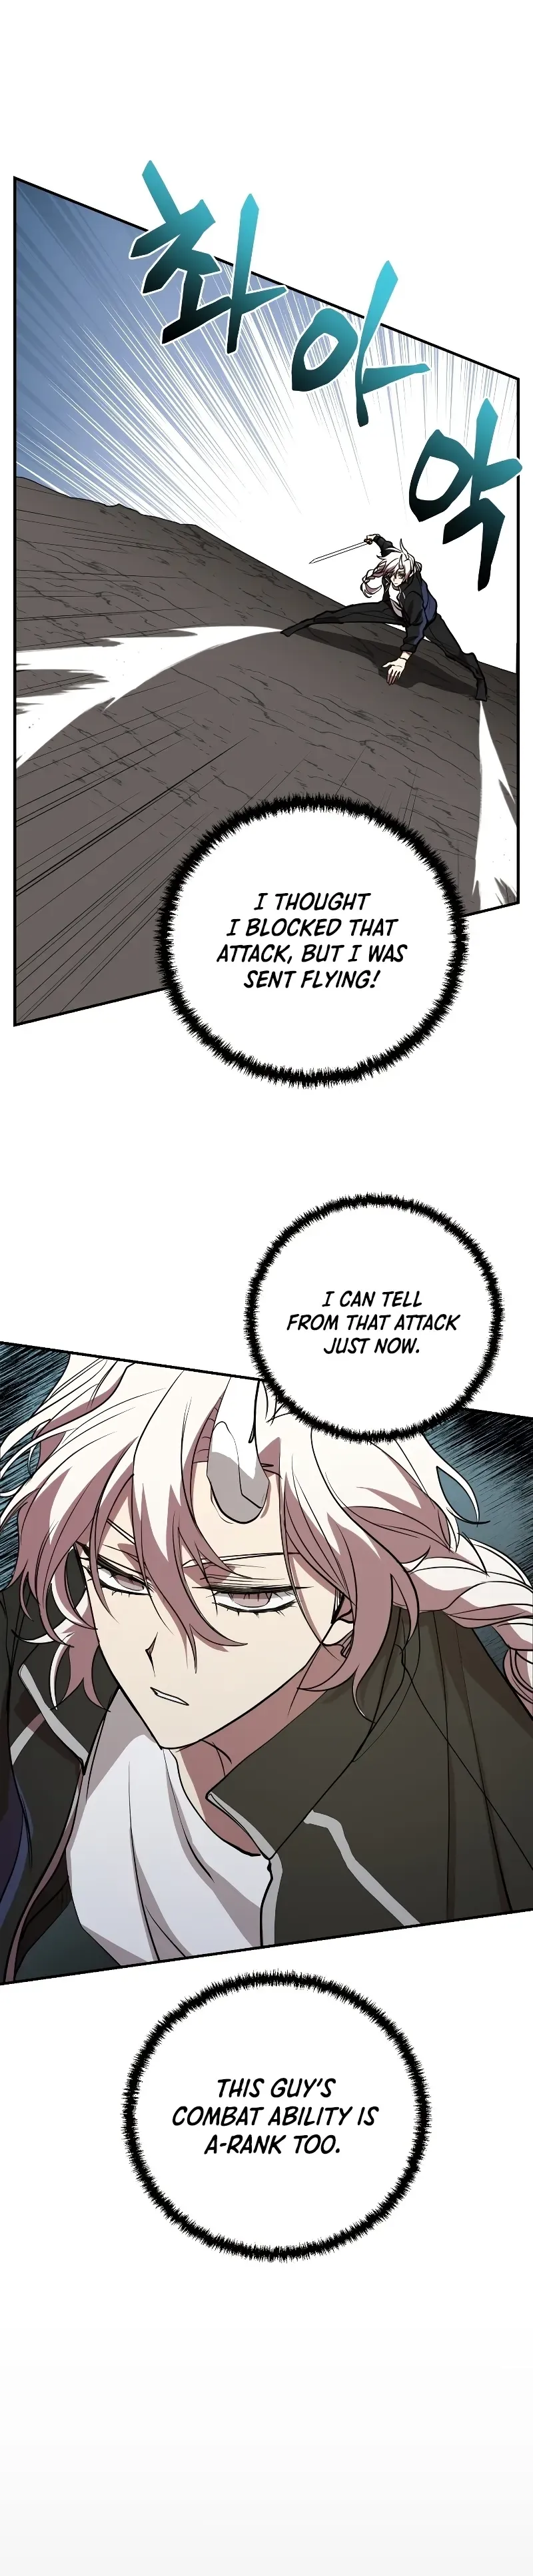 촤아악
I THOUGHT
I BLOCKED THAT
ATTACK, BUT I WAS
SENT FLYING!
I CAN TELL
FROM THAT ATTACK
JUST NOW.
THIS GUY'S
COMBAT ABILITY IS
A-RANK TOO.